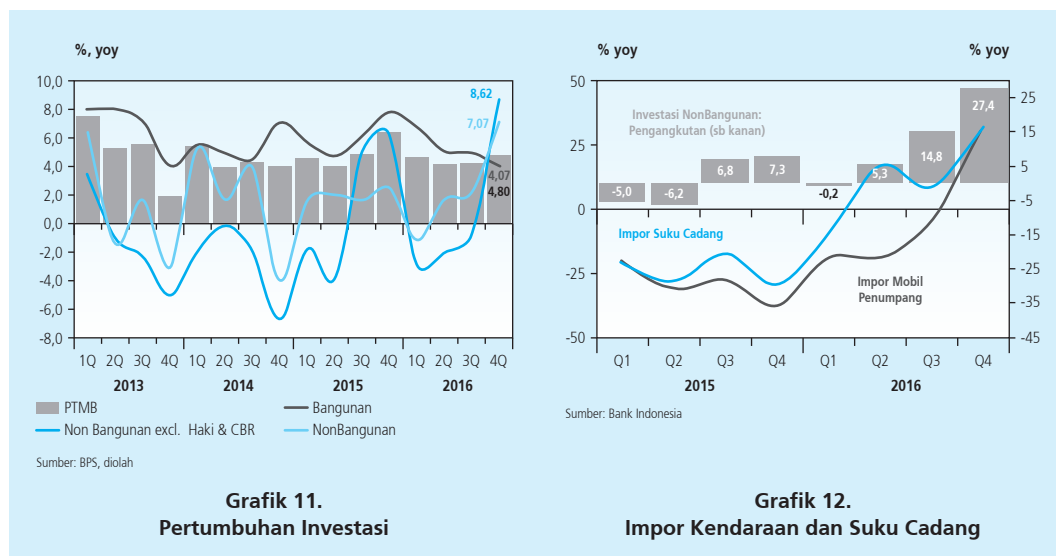 %, yoy
10,0
8,0
6,0
4,0
2,0
0,0
-2,0
-4,0
-6,0
-8,0
8,62
7,07
4,07
4,80
1Q 2Q 3Q 4Q 1Q 2Q 3Q 4Q 1Q 2Q 3Q 4Q 1Q 2Q 3Q 4Q
2013 2014 2015 2016
PTMB
Bangunan
Non Bangunan excl. Haki & CBR
NonBangunan
Sumber: BPS, diolah
Grafik 11.
Pertumbuhan Investasi
% yoy
% yoy
50
25
0
-25
-50
25
15
5
-5
-15
-25
-35
-45
Investasi NonBangunan:
Pengangkutan (sb kanan)
-5,0
-6,2
6,8
7,3
-0,2
5,3
14,8
27,4
Impor Suku Cadang
Impor Mobil
Penumpang
Q1 Q2 Q3 Q4 Q1 Q2 Q3 Q4
2015 2016
Sumber: Bank Indonesia
Grafik 12.
Impor Kendaraan dan Suku Cadang